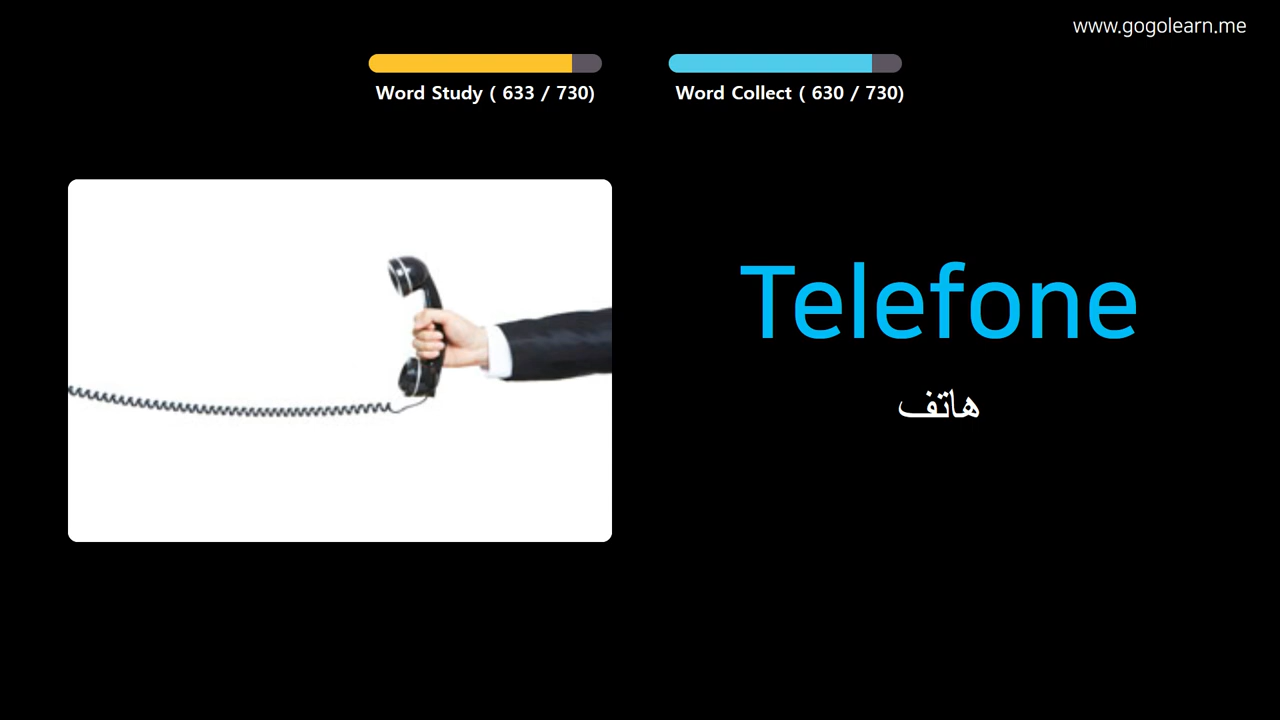 www.gogolearn.me
Word Study ( 633 / 730)
Word Collect ( 630 / 730)
Telefone
هاتف